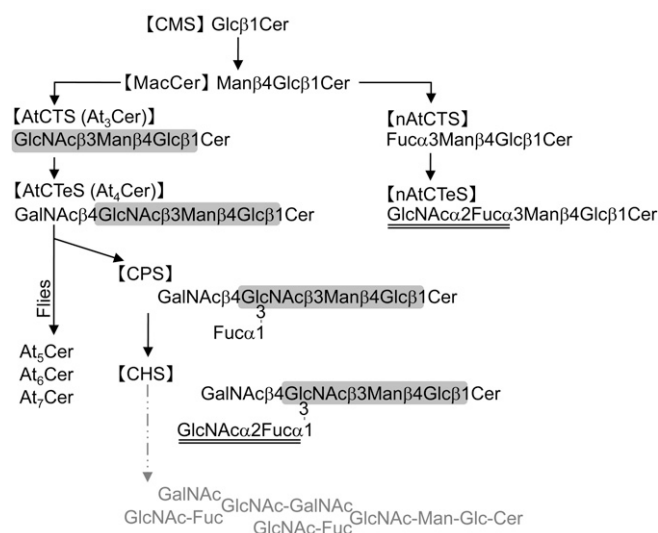 【CMS】Glcβ1Cer
【MacCer】Manβ4Glcβ1Cer
【AtCTS (At₃Cer)】
GlcNAcβ3Manβ4Glcβ1Cer
【nAtCTS】
Fucα3Manβ4Glcβ1Cer
【AtCTeS (At₄Cer)】
GalNAcβ4GlcNAcβ3Manβ4Glcβ1Cer
【nAtCTeS】
GlcNAcα2Fucα3Manβ4Glcβ1Cer
Flies
At₅Cer
At₆Cer
At₇Cer
【CPS】
GalNAcβ4GlcNAcβ3Manβ4Glcβ1Cer
3
Fucα1
【CHS】
GalNAcβ4GlcNAcβ3Manβ4Glcβ1Cer
3
GlcNAcα2Fucα1
GalNAc
GlcNAc-GalNAc
GlcNAc-Fuc
GlcNAc-Man-Glc-Cer
GlcNAc-Fuc